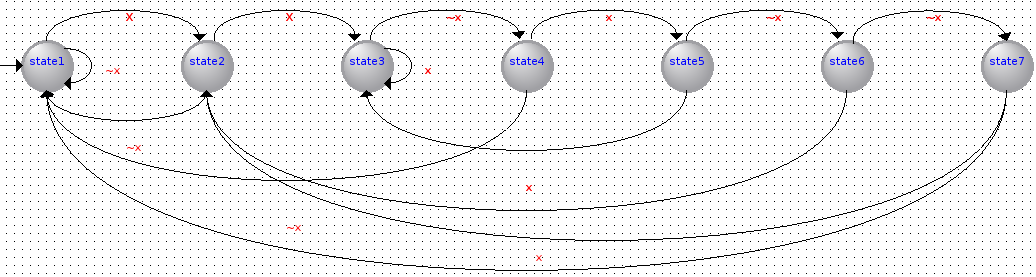 x x ~x x ~x ~x
state1 state2 state3 state4 state5 state6 state7
~x x
~x
x
~x
x